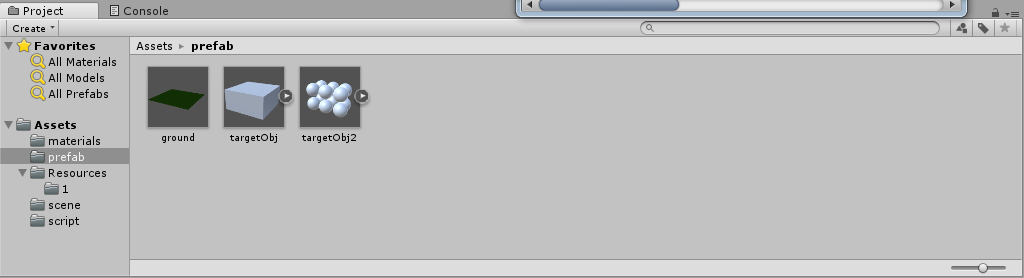 Project Console
Create
Favorites
All Materials
All Models
All Prefabs
Assets
materials
prefab
Resources
1
scene
script
Assets ▸ prefab
ground targetObj targetObj2